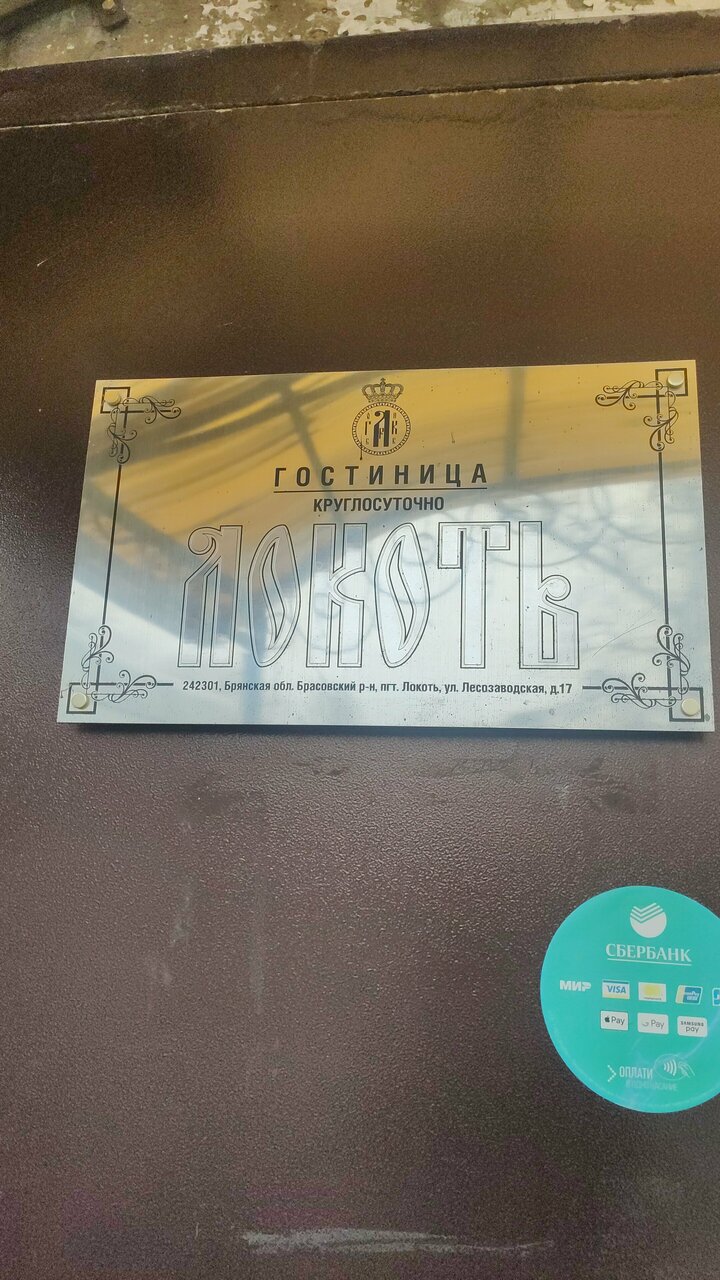 ГОСТИНИЦА
КРУГЛОСУТОЧНО
ЛОКОТЬ
242301, Брянская обл. Брасовский р-н, пгт. Локоть, ул. Лесозаводская, д.17
СБЕРБАНК
МИР VISA
Pay G Pay SAMSUNG pay
ОПЛАТИ